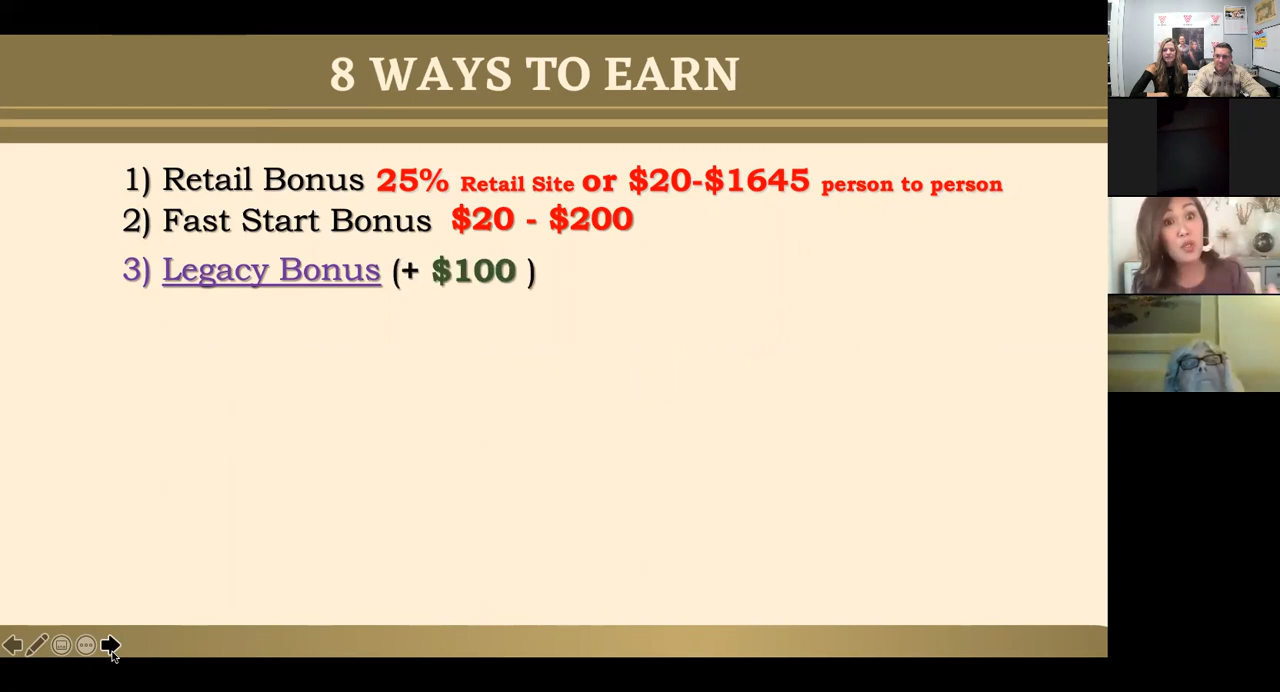 8 WAYS TO EARN
1) Retail Bonus 25% Retail Site or $20-$1645 person to person
2) Fast Start Bonus $20 - $200
3) Legacy Bonus (+ $100 )